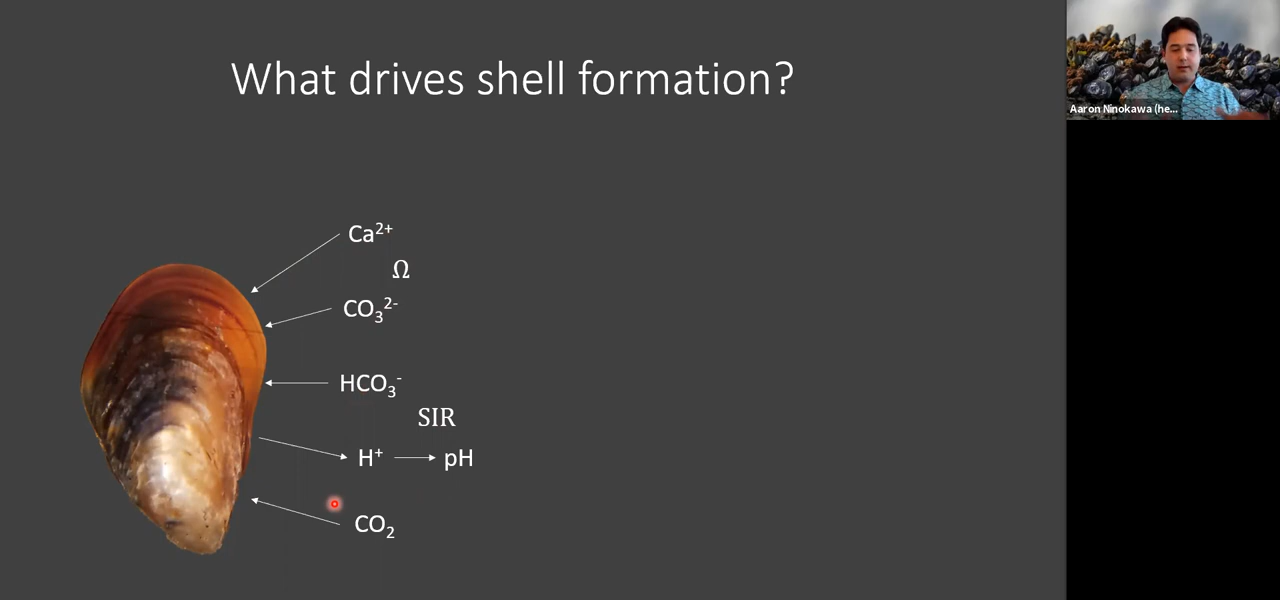 What drives shell formation?
Aaron Ninokawa (he...
Ca²⁺
Ω
CO₃²⁻
HCO₃⁻
SIR
H⁺ → pH
CO₂